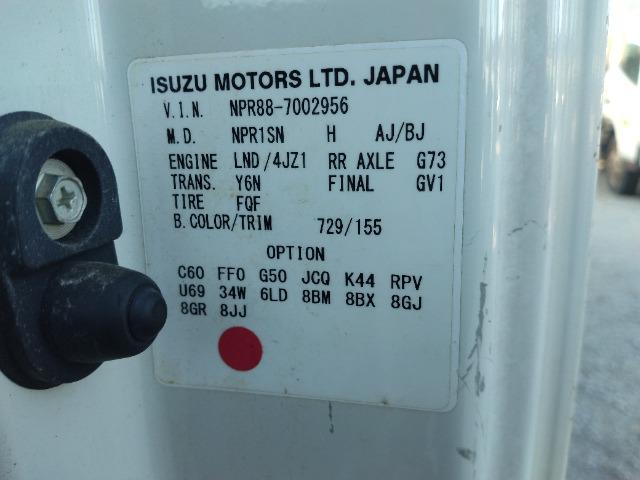 ISUZU MOTORS LTD. JAPAN
V.I.N. NPR88-7002956
M.D. NPR1SN H AJ/BJ
ENGINE LND/4JZ1 RR AXLE G73
TRANS. Y6N FINAL GV1
TIRE FQF
B.COLOR/TRIM 729/155
OPTION
C60 FF0 G50 JCQ K44 RPV
U69 34W 6LD 8BM 8BX 8GJ
8GR 8JJ